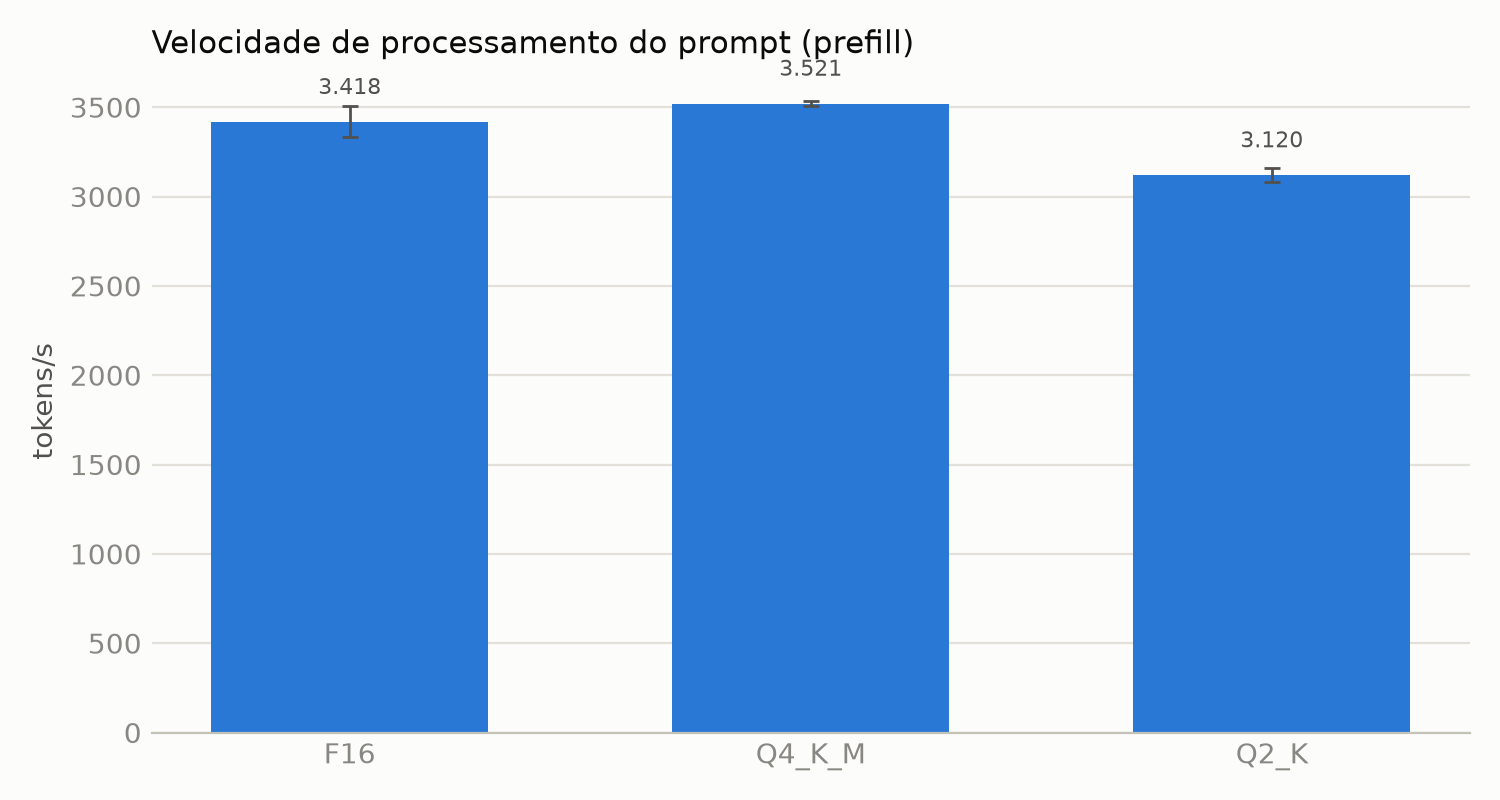 Velocidade de processamento do prompt (prefill)
3.418
3.521
3.120
3500
3000
2500
2000
1500
1000
500
0
tokens/s
F16
Q4_K_M
Q2_K